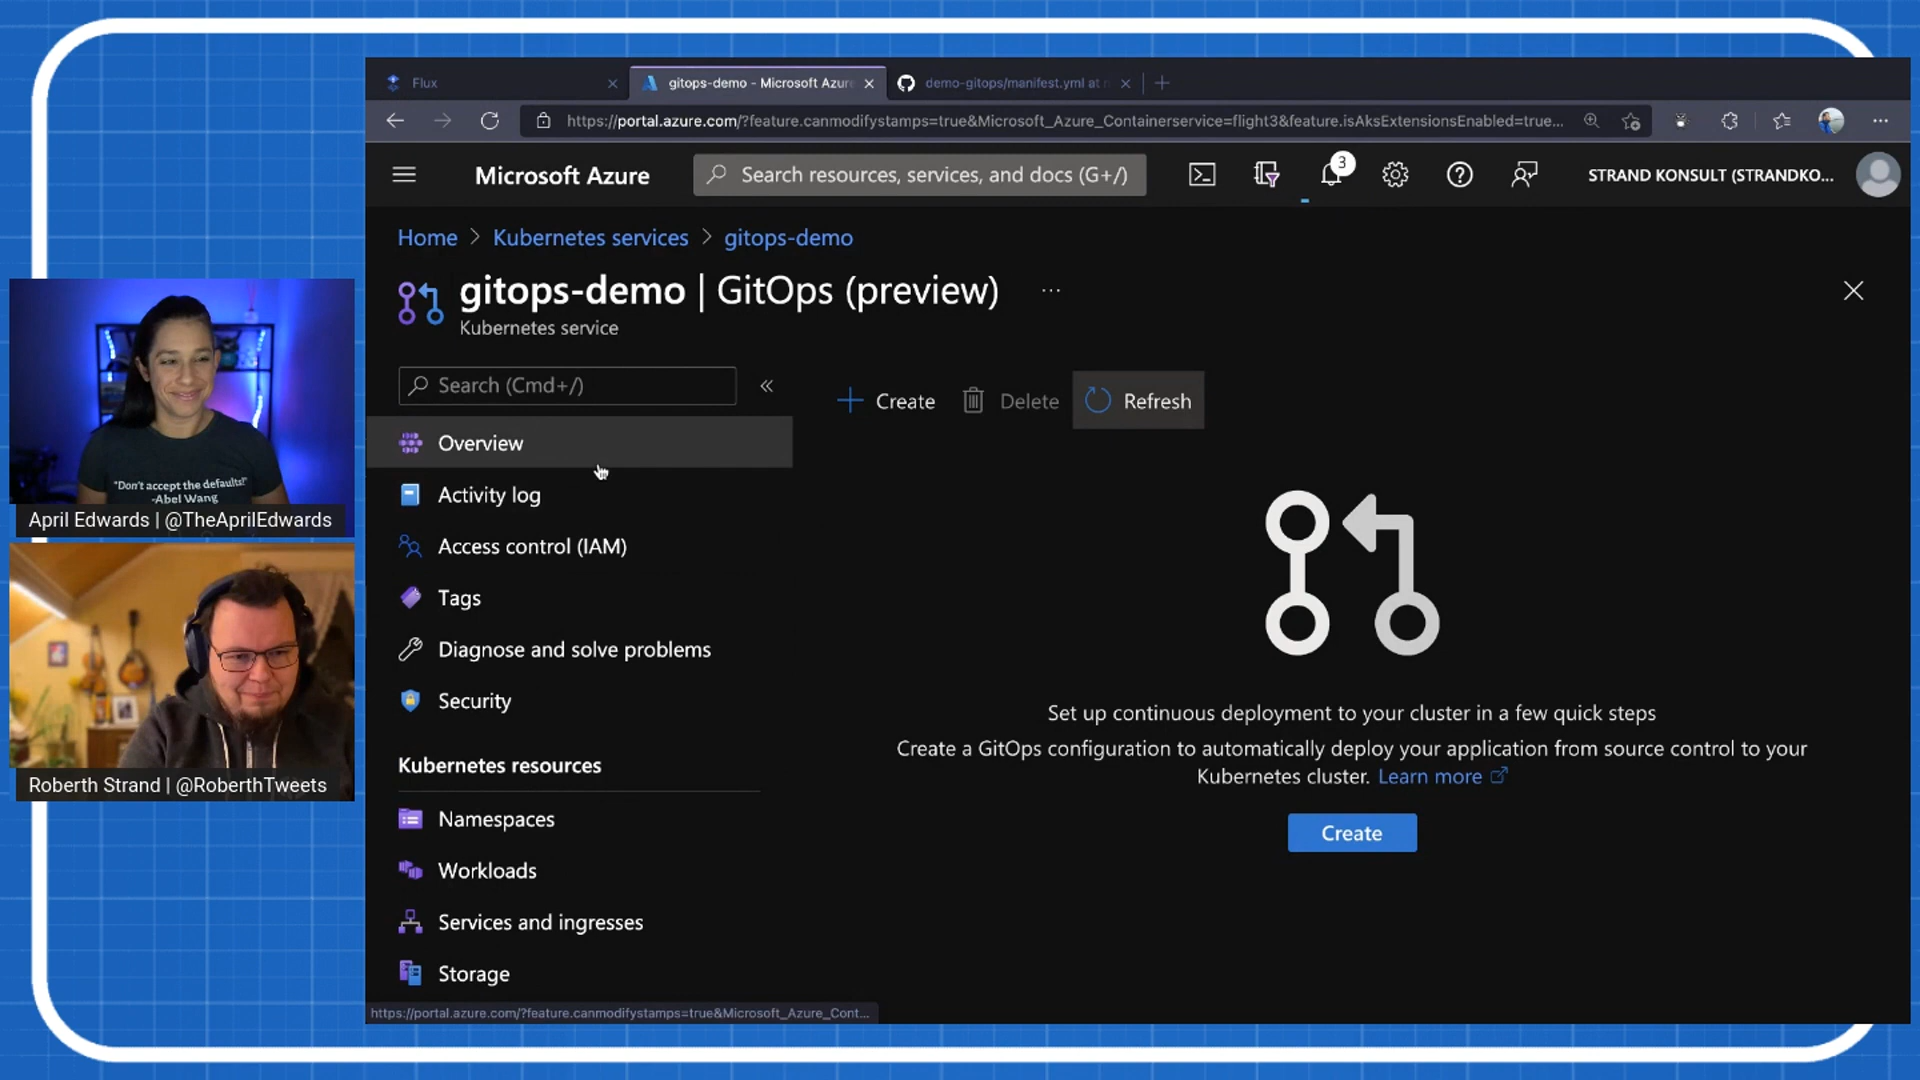 Flux
gitops-demo - Microsoft Azure
demo-gitops/manifest.yml at
https://portal.azure.com/?feature.canmodifystamps=true&Microsoft_Azure_Containerservice=flight3&feature.isAksExtensionsEnabled=true...
Microsoft Azure
Search resources, services, and docs (G+/)
3
STRAND KONSULT (STRANDKO...
Home > Kubernetes services > gitops-demo
gitops-demo | GitOps (preview) ...
Kubernetes service
Search (Cmd+/)
«
+ Create
Delete
Refresh
Overview
Activity log
Access control (IAM)
Tags
Diagnose and solve problems
Security
Kubernetes resources
Namespaces
Workloads
Services and ingresses
Storage
Set up continuous deployment to your cluster in a few quick steps
Create a GitOps configuration to automatically deploy your application from source control to your
Kubernetes cluster. Learn more
Create
https://portal.azure.com/?feature.canmodifystamps=true&Microsoft_Azure_Cont...
"Don't accept the defaults!"
-Abel Wang
April Edwards | @TheAprilEdwards
Roberth Strand | @RoberthTweets